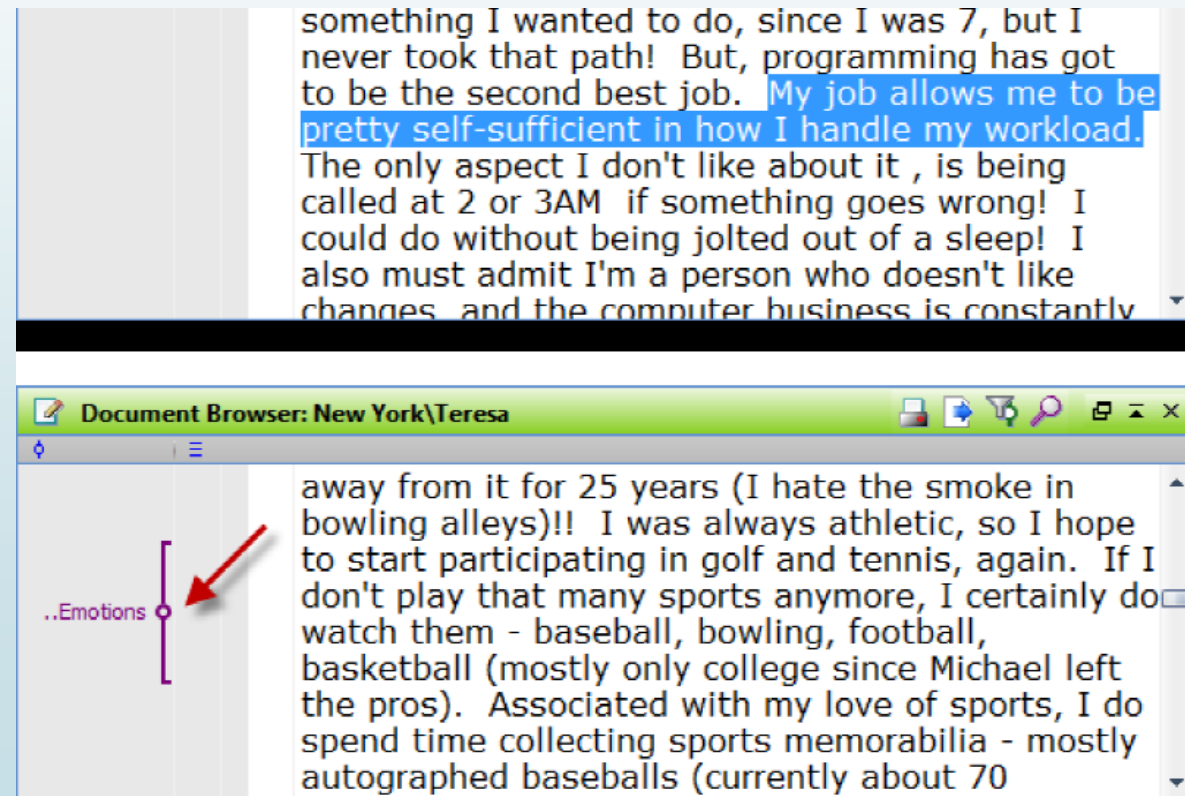 something I wanted to do, since I was 7, but I
never took that path!  But, programming has got
to be the second best job.  My job allows me to be
pretty self-sufficient in how I handle my workload.
The only aspect I don't like about it , is being
called at 2 or 3AM  if something goes wrong!  I
could do without being jolted out of a sleep!  I
also must admit I'm a person who doesn't like
changes, and the computer business is constantly
Document Browser: New York\Teresa
away from it for 25 years (I hate the smoke in
bowling alleys)!!  I was always athletic, so I hope
to start participating in golf and tennis, again.  If I
..Emotions
don't play that many sports anymore, I certainly do
watch them - baseball, bowling, football,
basketball (mostly only college since Michael left
the pros).  Associated with my love of sports, I do
spend time collecting sports memorabilia - mostly
autographed baseballs (currently about 70